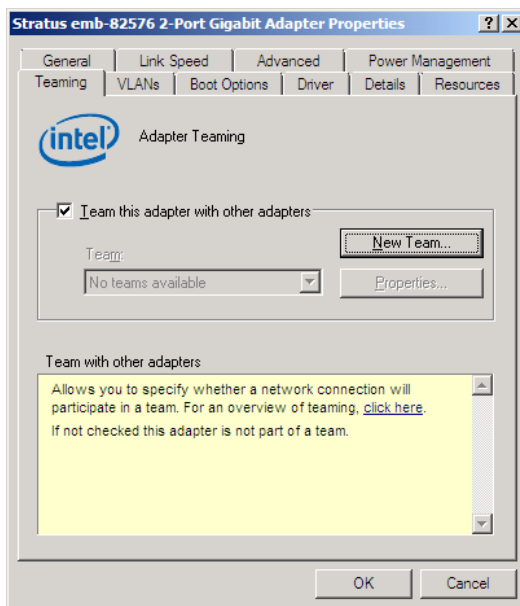 Stratus emb-82576 2-Port Gigabit Adapter Properties
General Link Speed Advanced Power Management
Teaming VLANs Boot Options Driver Details Resources
intel Adapter Teaming
Team this adapter with other adapters
New Team...
Team:
No teams available Properties...
Team with other adapters
Allows you to specify whether a network connection will
participate in a team. For an overview of teaming, click here.
If not checked this adapter is not part of a team.
OK Cancel